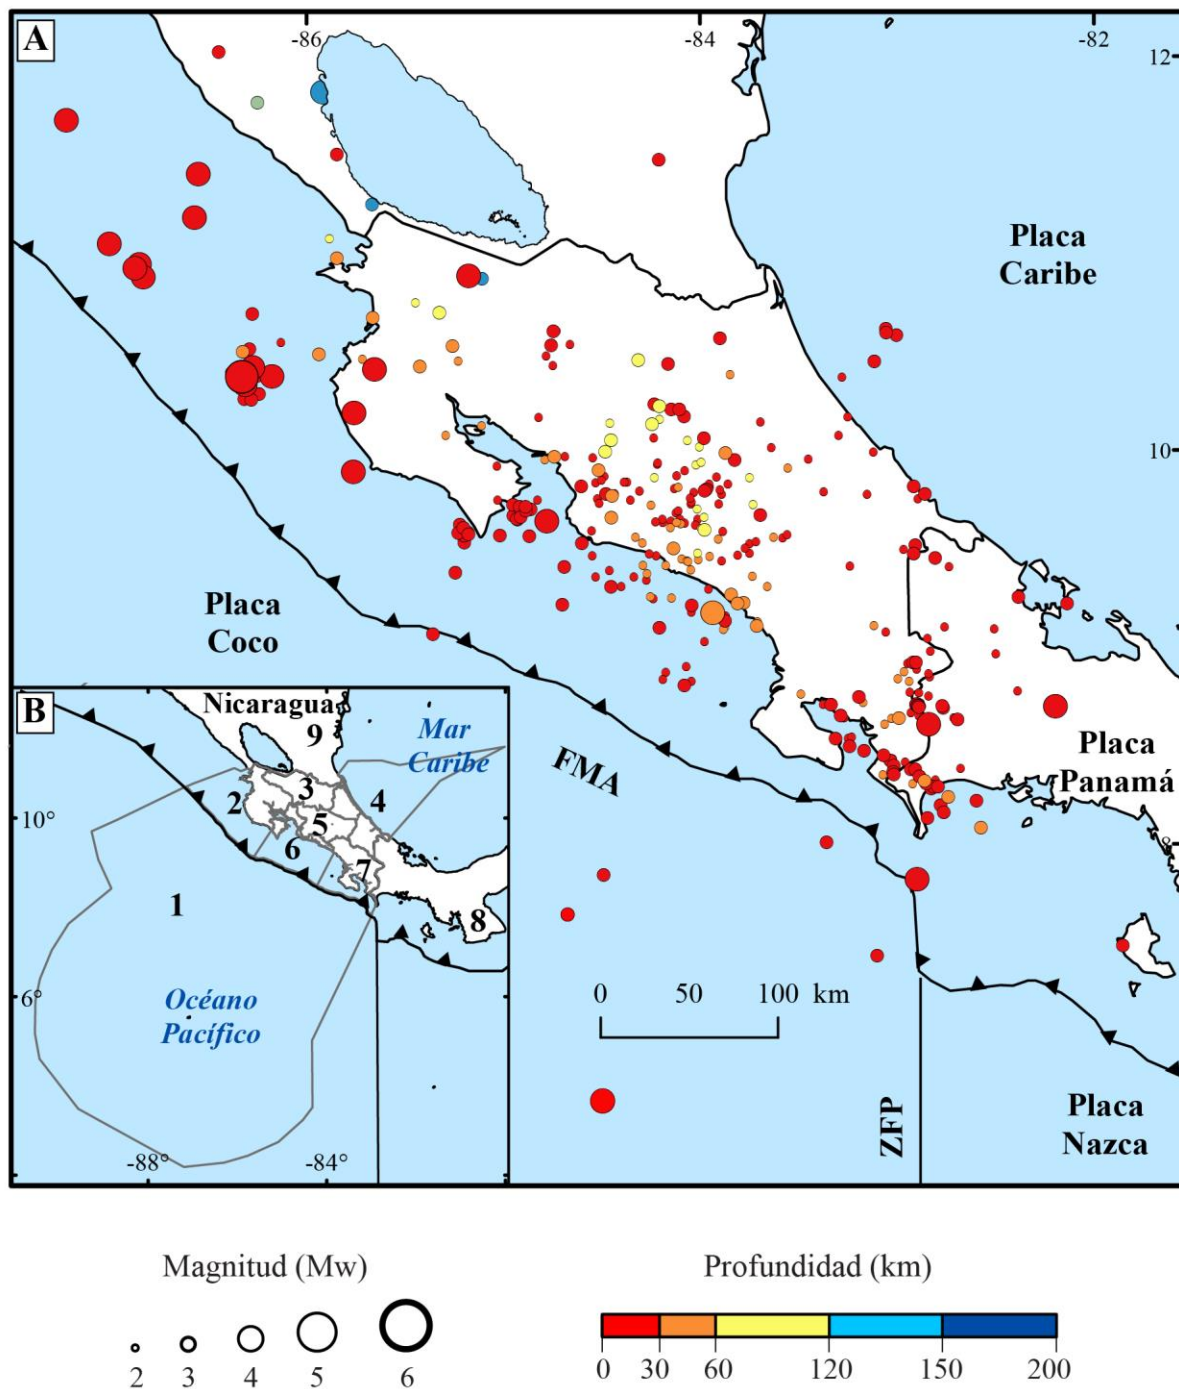 A
-86
-84
-82
12
Placa
Caribe
10
Placa
Coco
B
Nicaragua
9
Mar
Caribe
3
2
4
5
10°
6
7
1
8
6°
Océano
Pacífico
-88°
-84°
FMA
Placa
Panamá
8
0 50 100 km
ZFP
Placa
Nazca
Magnitud (Mw)
2 3 4 5 6
Profundidad (km)
0 30 60 120 150 200